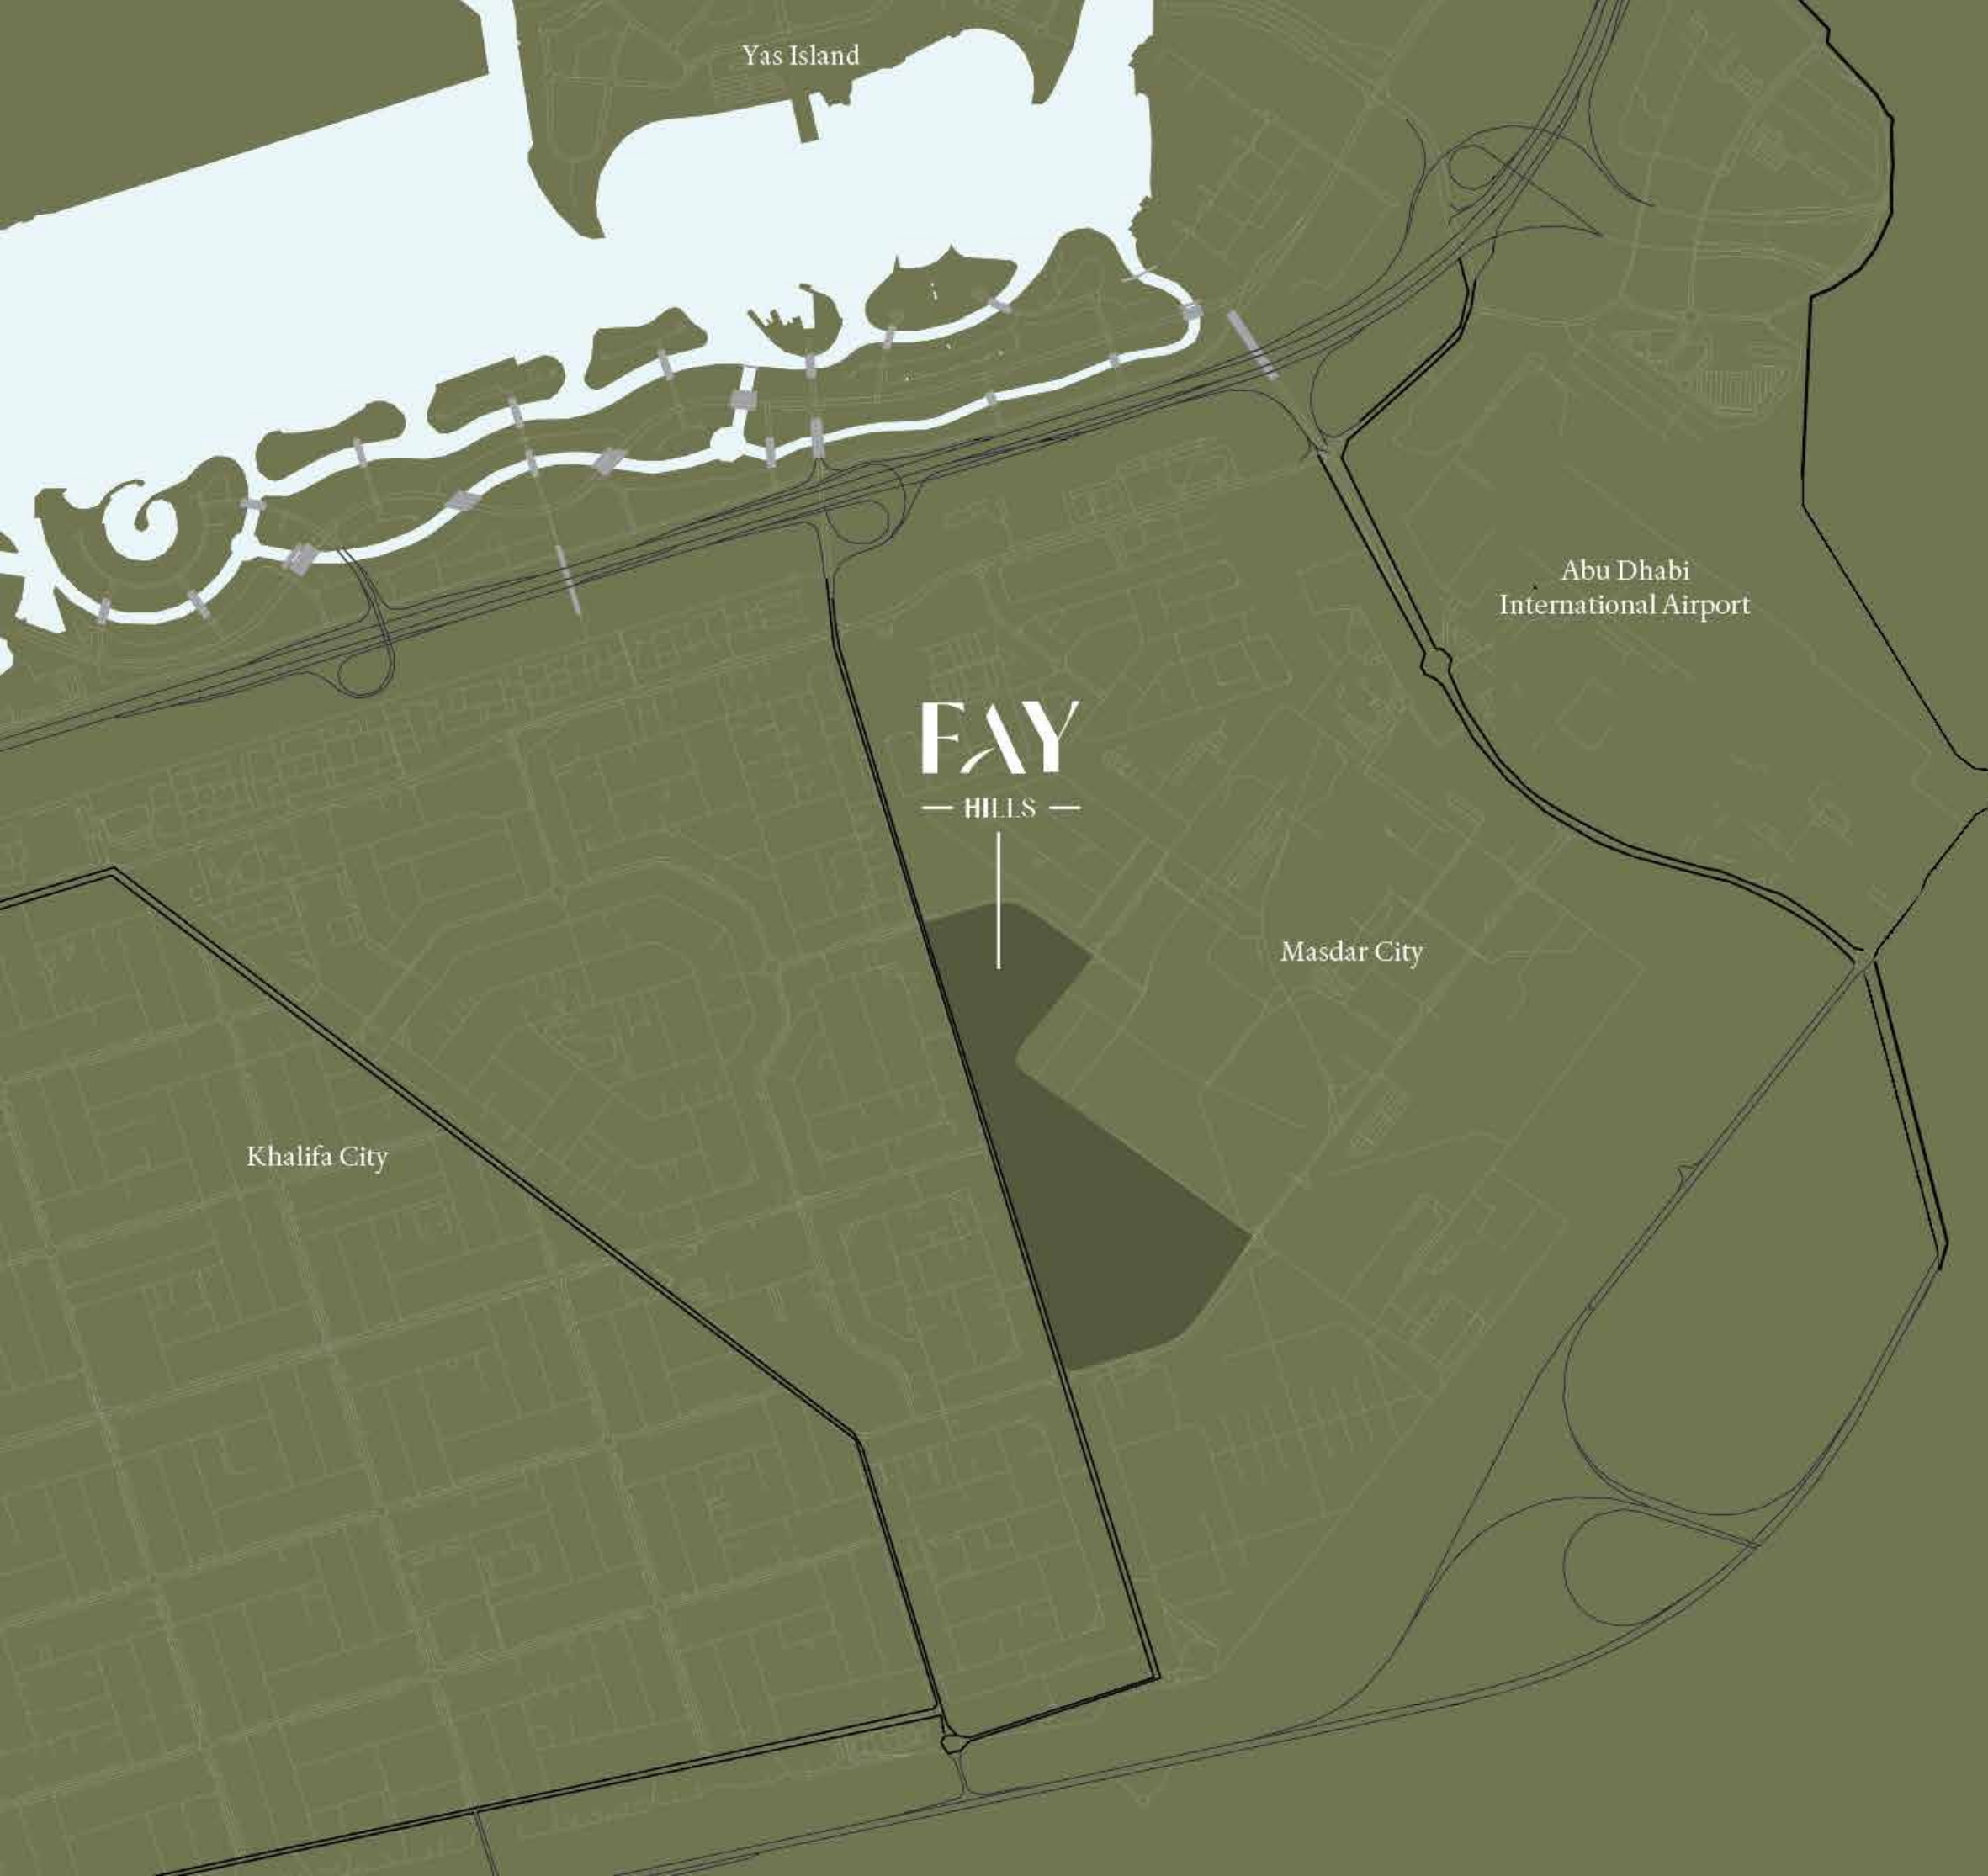 Yas Island
Abu Dhabi
International Airport
FAY
HILLS
Masdar City
Khalifa City